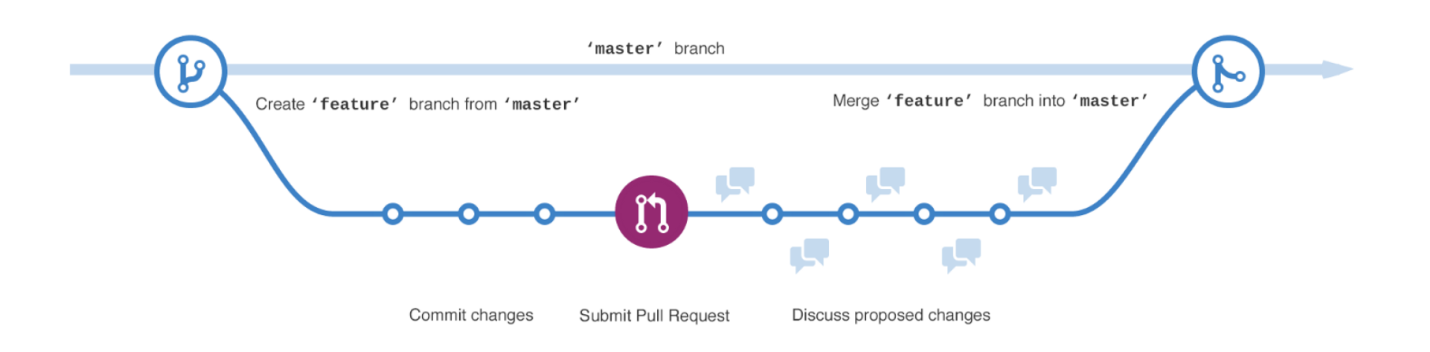 ‘master’ branch
Create ‘feature’ branch from ‘master’
Merge ‘feature’ branch into ‘master’
Commit changes
Submit Pull Request
Discuss proposed changes